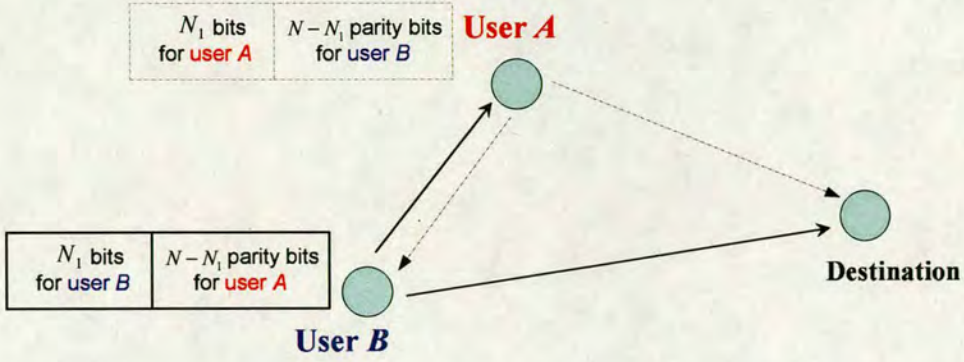 N₁ bits
for user A
N − N₁ parity bits
for user B
User A
N₁ bits
for user B
N − N₁ parity bits
for user A
User B
Destination